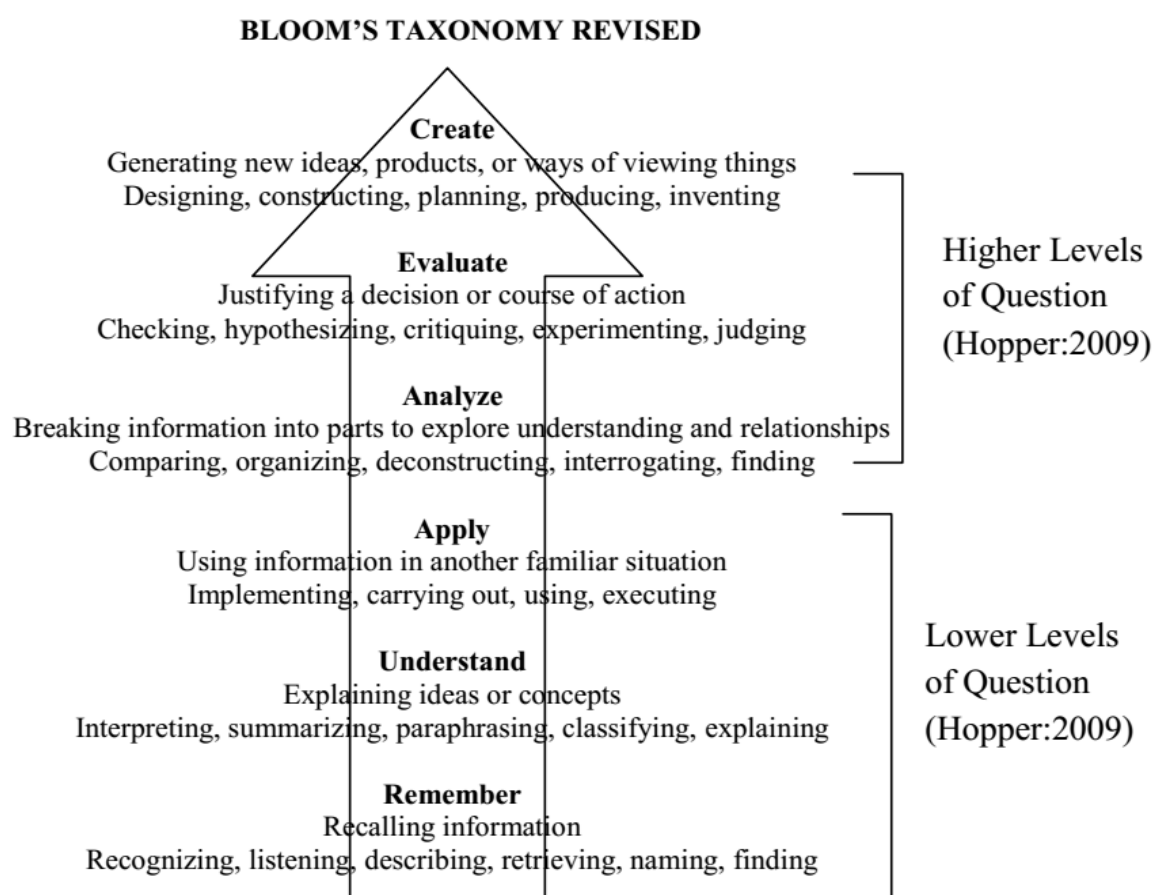 BLOOM’S TAXONOMY REVISED
Create
Generating new ideas, products, or ways of viewing things
Designing, constructing, planning, producing, inventing
Evaluate
Justifying a decision or course of action
Checking, hypothesizing, critiquing, experimenting, judging
Analyze
Breaking information into parts to explore understanding and relationships
Comparing, organizing, deconstructing, interrogating, finding
Higher Levels
of Question
(Hopper:2009)
Apply
Using information in another familiar situation
Implementing, carrying out, using, executing
Understand
Explaining ideas or concepts
Interpreting, summarizing, paraphrasing, classifying, explaining
Remember
Recalling information
Recognizing, listening, describing, retrieving, naming, finding
Lower Levels
of Question
(Hopper:2009)